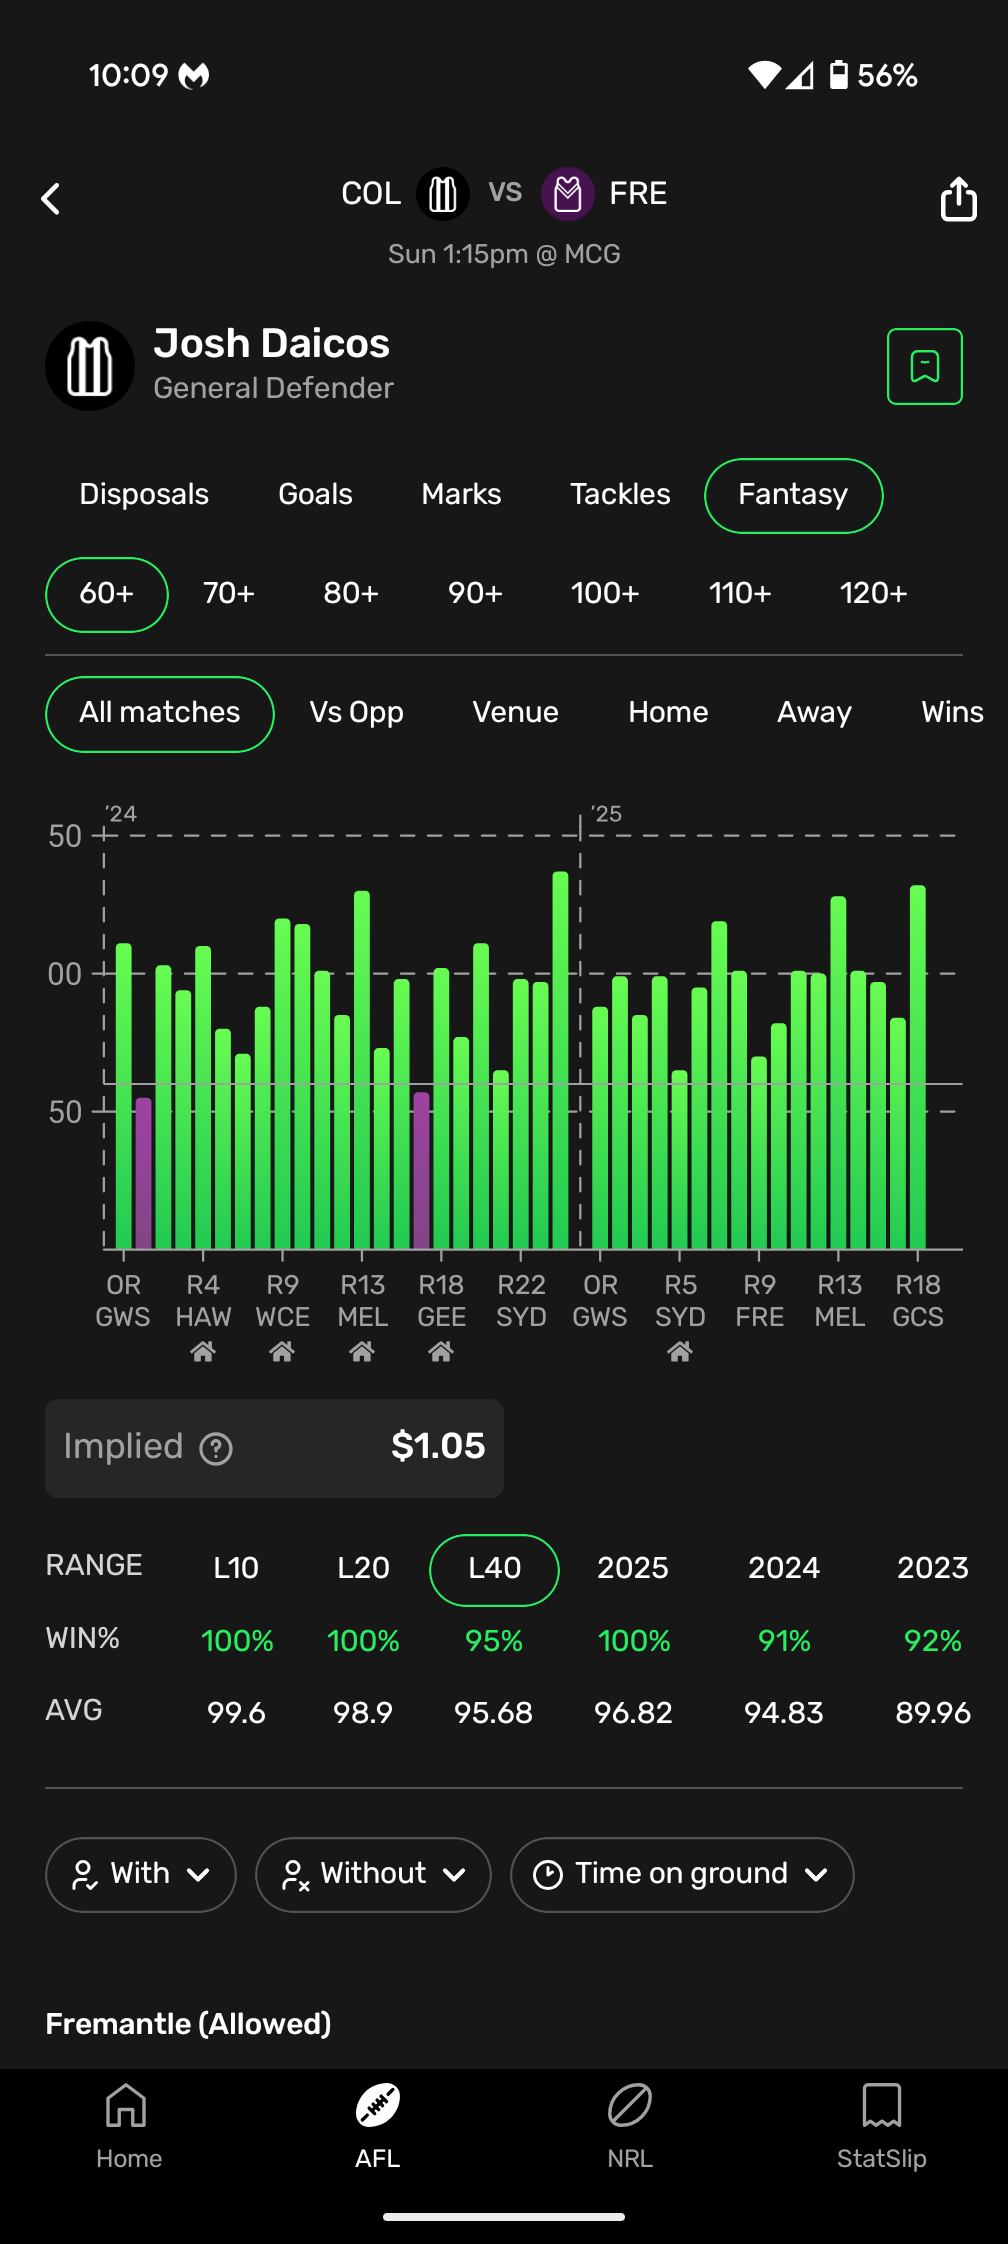 10:09 56%
COL VS FRE
Sun 1:15pm @ MCG
Josh Daicos
General Defender
Disposals Goals Marks Tackles Fantasy
60+ 70+ 80+ 90+ 100+ 110+ 120+
All matches Vs Opp Venue Home Away Wins
'24 '25
50
00
50
OR R4 R9 R13 R18 R22 OR R5 R9 R13 R18
GWS HAW WCE MEL GEE SYD GWS SYD FRE MEL GCS
Implied ? $1.05
RANGE L10 L20 L40 2025 2024 2023
WIN% 100% 100% 95% 100% 91% 92%
AVG 99.6 98.9 95.68 96.82 94.83 89.96
With Without Time on ground
Fremantle (Allowed)
Home AFL NRL StatSlip